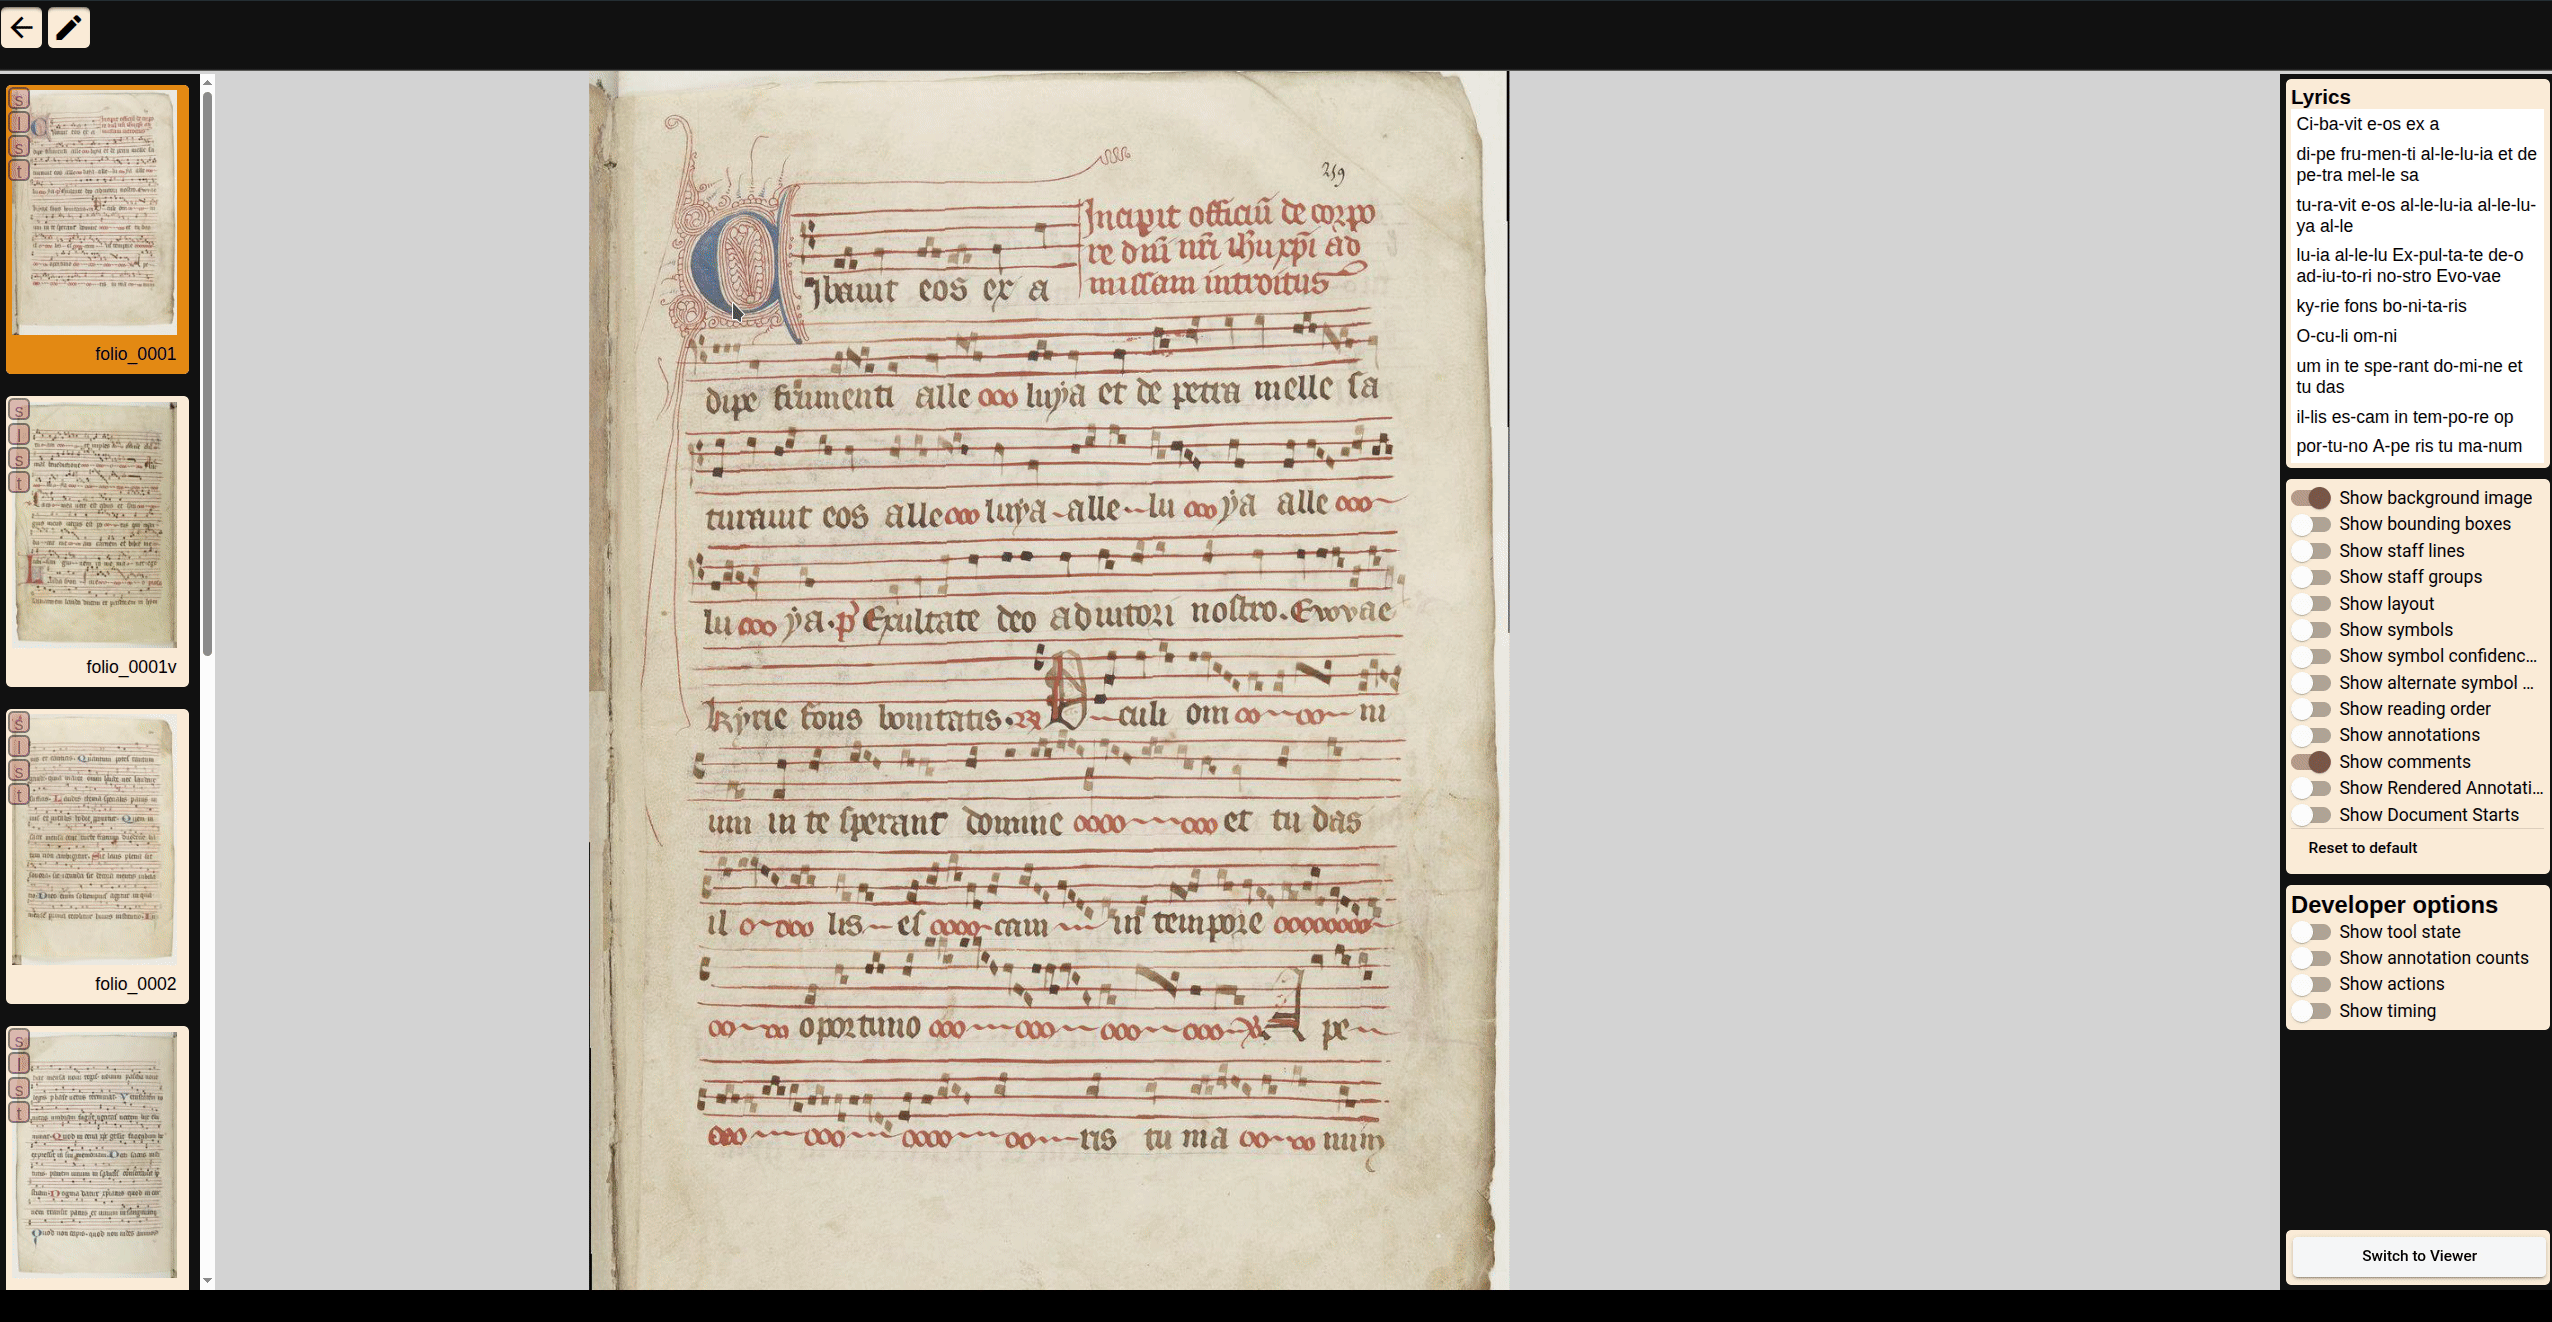 folio_0001
folio_0001v
folio_0002
s
l
s
t
s
l
s
t
s
l
s
t
s
l
s
t
259
Incipit officiū de corpo
re dn̄i nr̄i ihū xp̄i ad
missam introitus
Cibauit eos ex a
dipe frumenti alle luya et de petra melle sa
turauit eos alle luya alle lu ya alle
lu ya. p̄ Exultate deo adiutori nostro. Evovae
kyrie fons bonitatis. Oculi om ni
um in te sperant domine et tu das
il lis es cam in tempore
oportuno A pe
ris tu ma num
Lyrics
Ci-ba-vit e-os ex a
di-pe fru-men-ti al-le-lu-ia et de
pe-tra mel-le sa
tu-ra-vit e-os al-le-lu-ia al-le-lu-
ya al-le
lu-ia al-le-lu Ex-pul-ta-te de-o
ad-iu-to-ri no-stro Evo-vae
ky-rie fons bo-ni-ta-ris
O-cu-li om-ni
um in te spe-rant do-mi-ne et
tu das
il-lis es-cam in tem-po-re op
por-tu-no A-pe ris tu ma-num
Show background image
Show bounding boxes
Show staff lines
Show staff groups
Show layout
Show symbols
Show symbol confidenc...
Show alternate symbol ...
Show reading order
Show annotations
Show comments
Show Rendered Annotati...
Show Document Starts
Reset to default
Developer options
Show tool state
Show annotation counts
Show actions
Show timing
Switch to Viewer